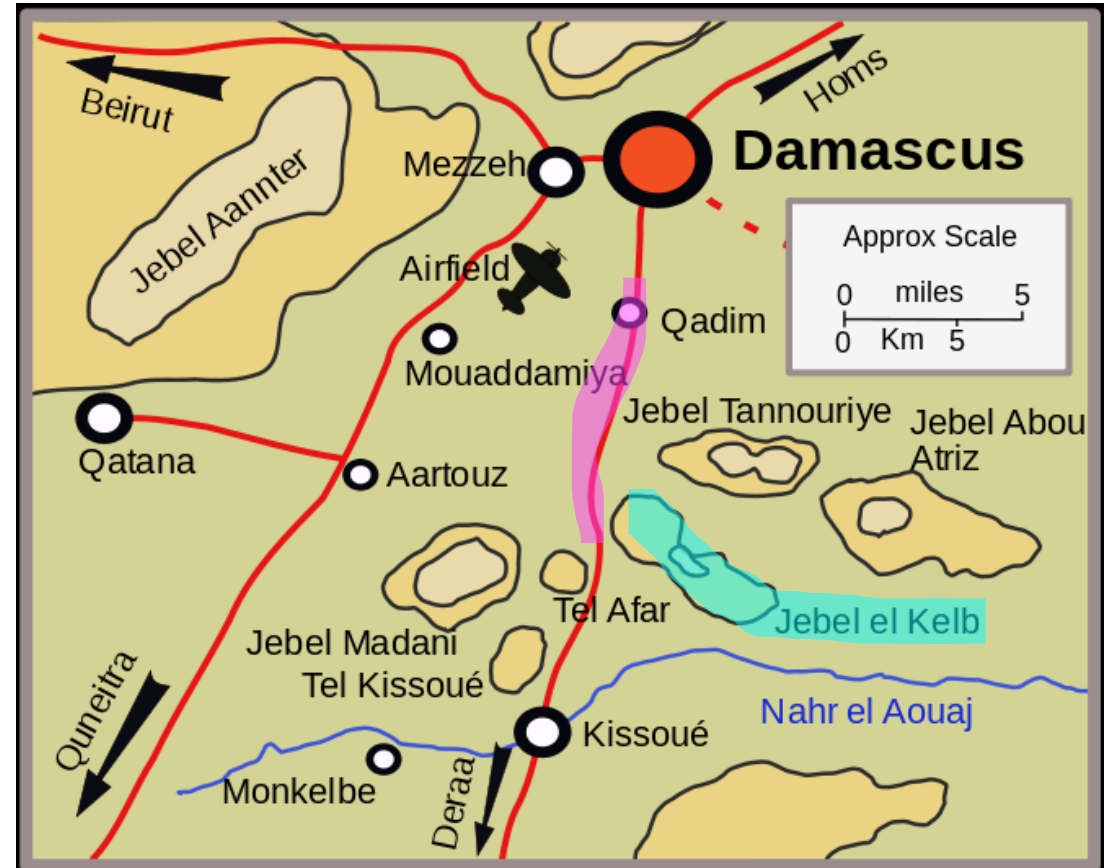 Beirut
Homs
Damascus
Mezzeh
Jebel Aannter
Approx Scale
0 miles 5
0 Km 5
Airfield
Qadim
Mouaddamiya
Jebel Tannouriye
Jebel Abou
Atriz
Qatana
Aartouz
Tel Afar
Jebel el Kelb
Jebel Madani
Tel Kissoué
Quneitra
Nahr el Aouaj
Kissoué
Monkelbe
Deraa